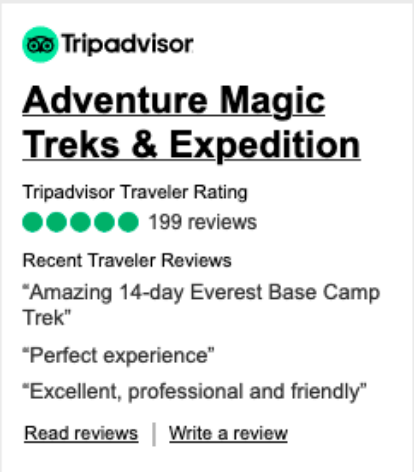 Tripadvisor
Adventure Magic
Treks & Expedition
Tripadvisor Traveler Rating
199 reviews
Recent Traveler Reviews
“Amazing 14-day Everest Base Camp
Trek”
“Perfect experience”
“Excellent, professional and friendly”
Read reviews | Write a review